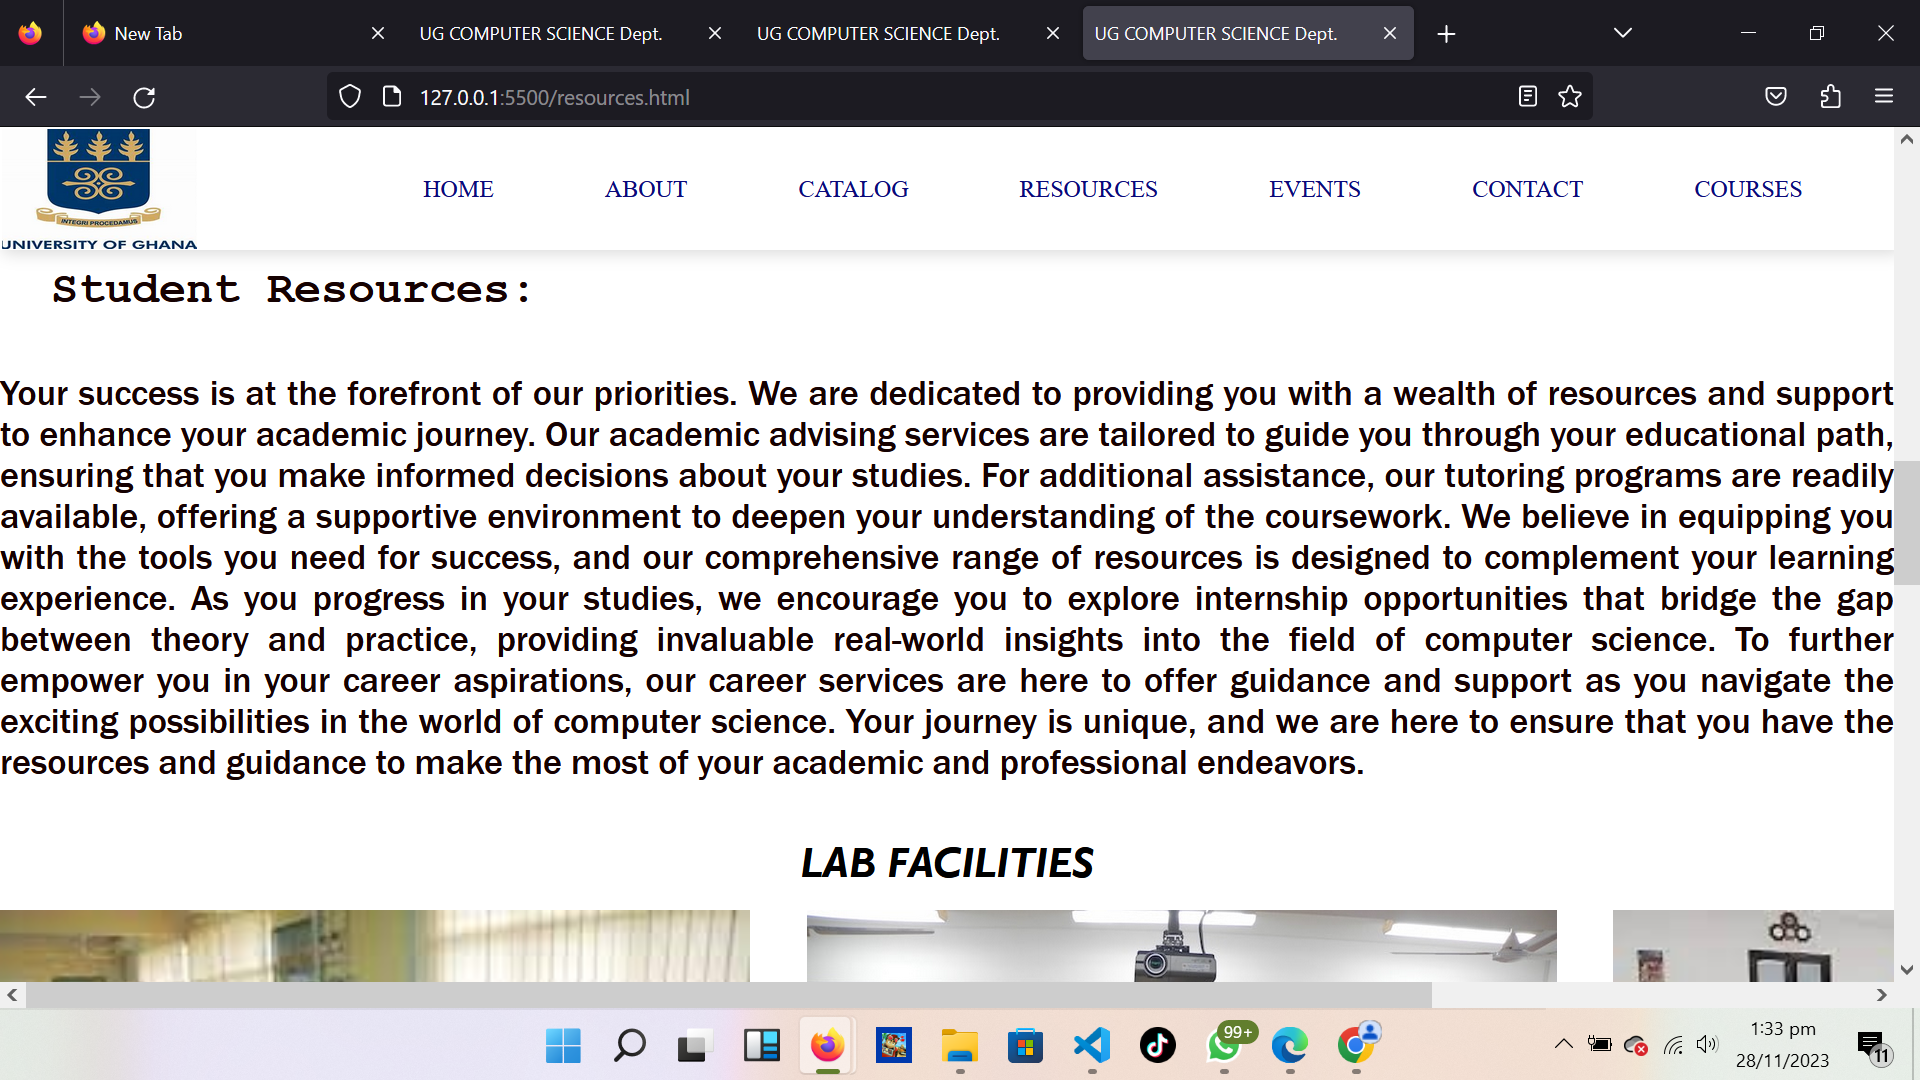 New Tab
UG COMPUTER SCIENCE Dept.
UG COMPUTER SCIENCE Dept.
UG COMPUTER SCIENCE Dept.
127.0.0.1:5500/resources.html
INTEGRI PROCEDAMUS
UNIVERSITY OF GHANA
HOME
ABOUT
CATALOG
RESOURCES
EVENTS
CONTACT
COURSES
Student Resources:
Your success is at the forefront of our priorities. We are dedicated to providing you with a wealth of resources and support
to enhance your academic journey. Our academic advising services are tailored to guide you through your educational path,
ensuring that you make informed decisions about your studies. For additional assistance, our tutoring programs are readily
available, offering a supportive environment to deepen your understanding of the coursework. We believe in equipping you
with the tools you need for success, and our comprehensive range of resources is designed to complement your learning
experience. As you progress in your studies, we encourage you to explore internship opportunities that bridge the gap
between theory and practice, providing invaluable real-world insights into the field of computer science. To further
empower you in your career aspirations, our career services are here to offer guidance and support as you navigate the
exciting possibilities in the world of computer science. Your journey is unique, and we are here to ensure that you have the
resources and guidance to make the most of your academic and professional endeavors.
LAB FACILITIES
99+
1:33 pm
28/11/2023
11